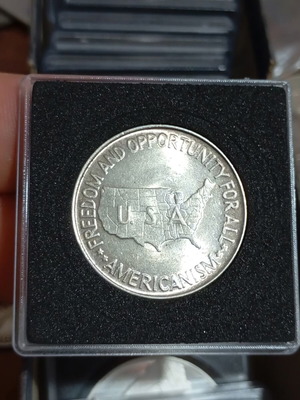 FREEDOM AND OPPORTUNITY FOR ALL
U.S.A
AMERICANISM